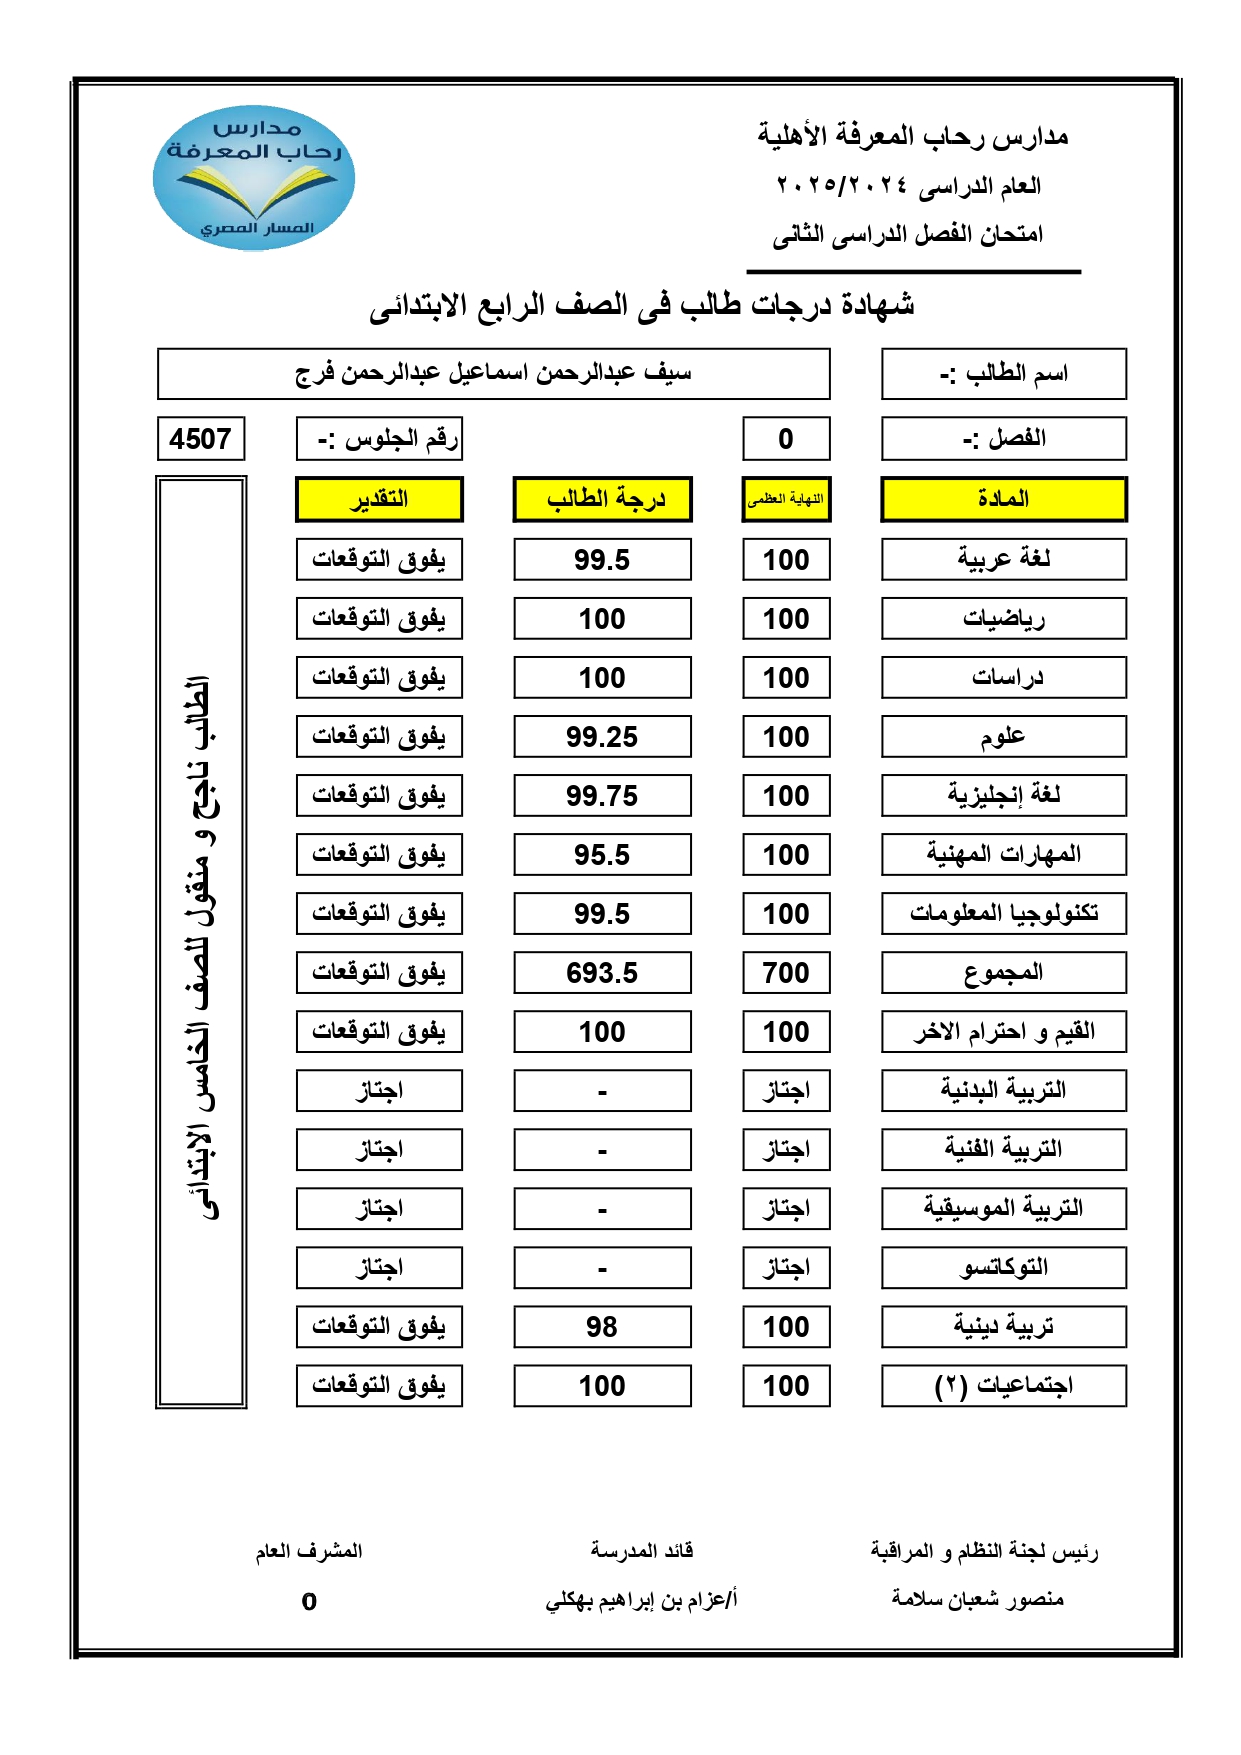 مدارس رحاب المعرفة الأهلية
العام الدراسى ٢٠٢٥/٢٠٢٤
امتحان الفصل الدراسى الثانى
مدارس
رحاب المعرفة
المسار المصري
شهادة درجات طالب فى الصف الرابع الابتدائى
اسم الطالب :- سيف عبدالرحمن اسماعيل عبدالرحمن فرج
الفصل :- 0 رقم الجلوس :- 4507
المادة النهاية العظمى درجة الطالب التقدير
لغة عربية 100 99.5 يفوق التوقعات
رياضيات 100 100 يفوق التوقعات
دراسات 100 100 يفوق التوقعات
علوم 100 99.25 يفوق التوقعات
لغة إنجليزية 100 99.75 يفوق التوقعات
المهارات المهنية 100 95.5 يفوق التوقعات
تكنولوجيا المعلومات 100 99.5 يفوق التوقعات
المجموع 700 693.5 يفوق التوقعات
القيم و احترام الاخر 100 100 يفوق التوقعات
التربية البدنية اجتاز - اجتاز
التربية الفنية اجتاز - اجتاز
التربية الموسيقية اجتاز - اجتاز
التوكاتسو اجتاز - اجتاز
تربية دينية 100 98 يفوق التوقعات
اجتماعيات (٢) 100 100 يفوق التوقعات
الطالب ناجح و منقول للصف الخامس الابتدائى
رئيس لجنة النظام و المراقبة قائد المدرسة المشرف العام
منصور شعبان سلامة أ/عزام بن إبراهيم بهكلي 0